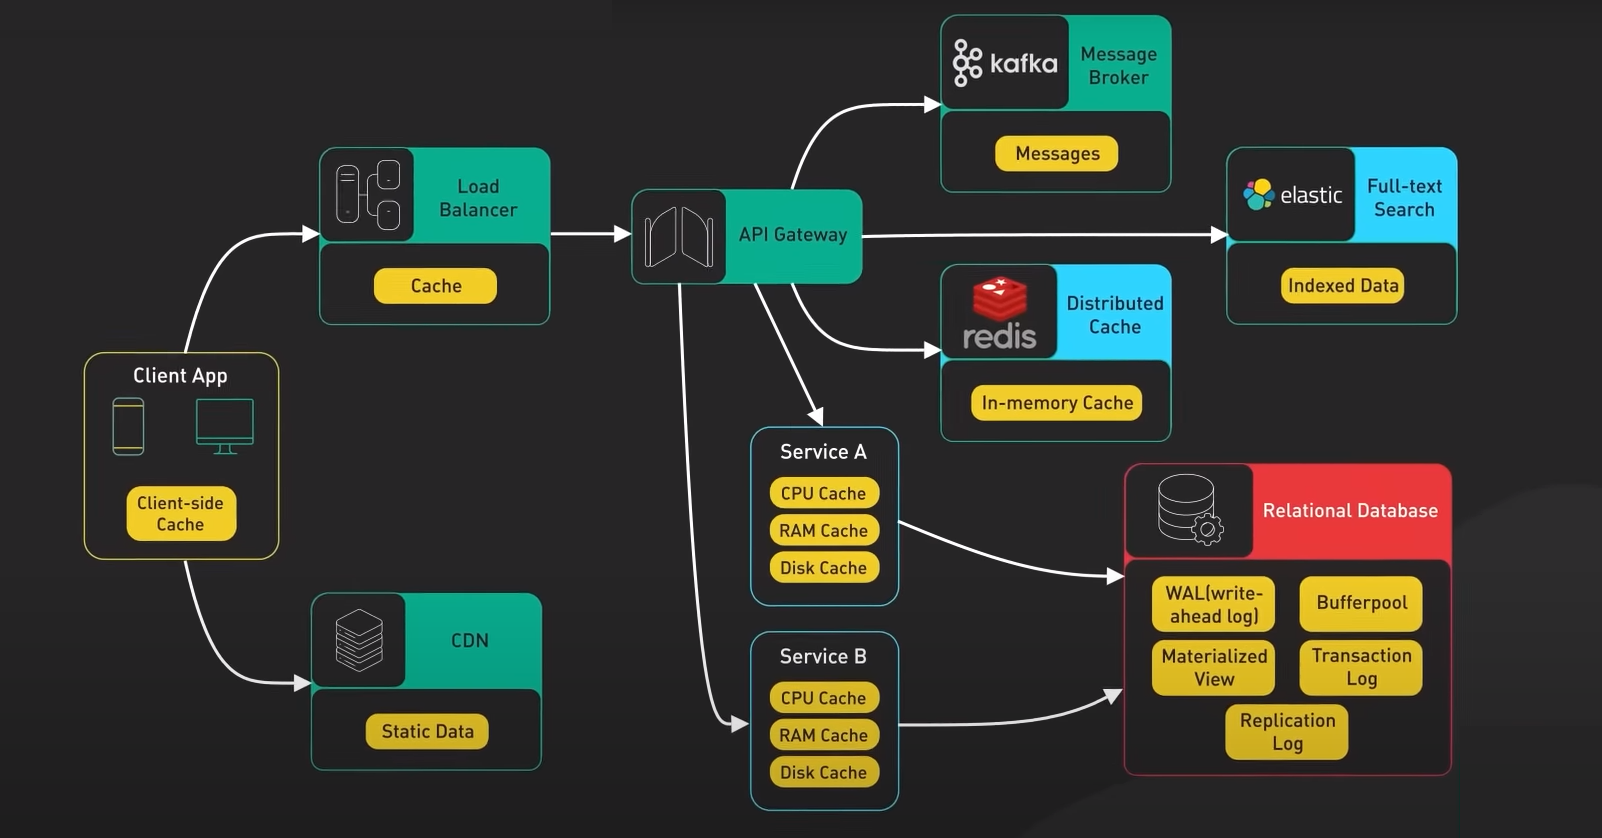 kafka
Message
Broker
Messages
Load
Balancer
Cache
API Gateway
elastic
Full-text
Search
Indexed Data
redis
Distributed
Cache
In-memory Cache
Client App
Client-side
Cache
Service A
CPU Cache
RAM Cache
Disk Cache
Relational Database
WAL(write-
ahead log)
Bufferpool
Materialized
View
Transaction
Log
Replication
Log
CDN
Static Data
Service B
CPU Cache
RAM Cache
Disk Cache